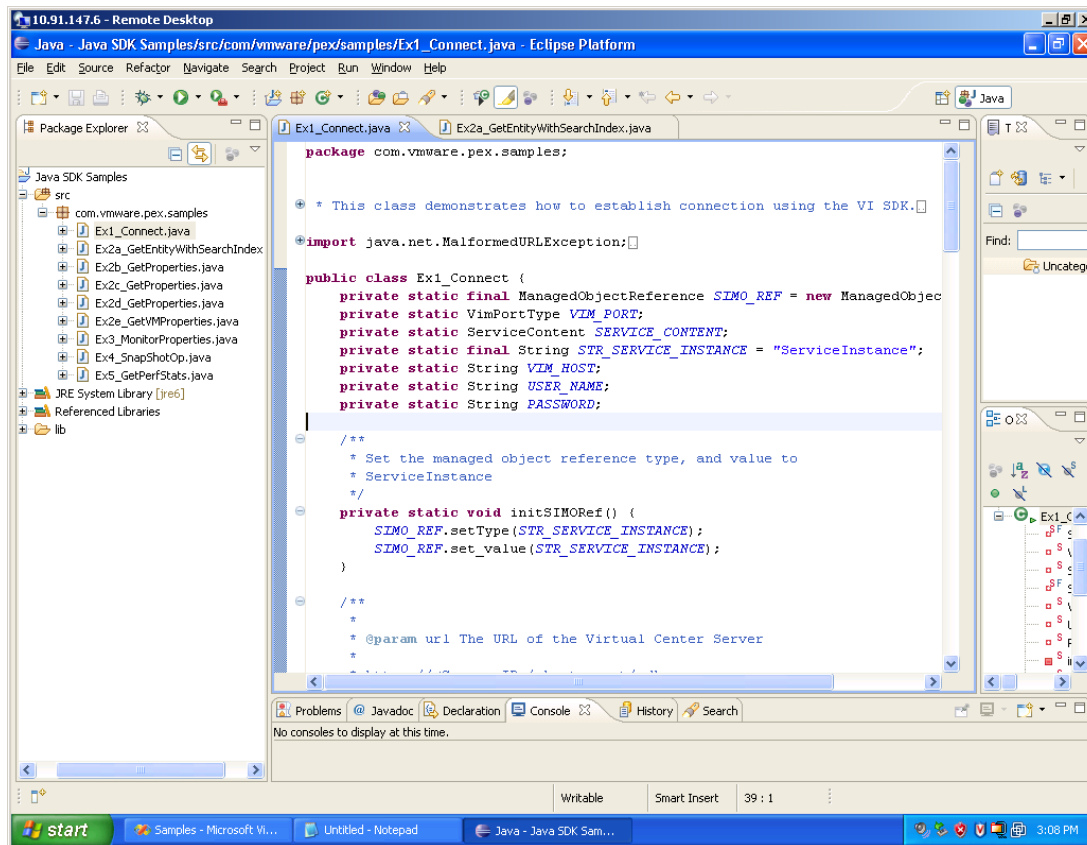 10.91.147.6 - Remote Desktop
Java - Java SDK Samples/src/com/vmware/pex/samples/Ex1_Connect.java - Eclipse Platform
File Edit Source Refactor Navigate Search Project Run Window Help
Java
Package Explorer
Ex1_Connect.java
Ex2a_GetEntityWithSearchIndex.java
T
Java SDK Samples
src
com.vmware.pex.samples
Ex1_Connect.java
Ex2a_GetEntityWithSearchIndex
Ex2b_GetProperties.java
Ex2c_GetProperties.java
Ex2d_GetProperties.java
Ex2e_GetVMProperties.java
Ex3_MonitorProperties.java
Ex4_SnapShotOp.java
Ex5_GetPerfStats.java
JRE System Library [jre6]
Referenced Libraries
lib
package com.vmware.pex.samples;
* This class demonstrates how to establish connection using the VI SDK.
import java.net.MalformedURLException;
public class Ex1_Connect {
private static final ManagedObjectReference SIMO_REF = new ManagedObjec
private static VimPortType VIM_PORT;
private static ServiceContent SERVICE_CONTENT;
private static final String STR_SERVICE_INSTANCE = "ServiceInstance";
private static String VIM_HOST;
private static String USER_NAME;
private static String PASSWORD;
/**
* Set the managed object reference type, and value to
* ServiceInstance
*/
private static void initSIMORef() {
SIMO_REF.setType(STR_SERVICE_INSTANCE);
SIMO_REF.set_value(STR_SERVICE_INSTANCE);
}
/**
*
* @param url The URL of the Virtual Center Server
*
Find:
Uncatego
O
Ex1_C
Problems @ Javadoc Declaration Console History Search
No consoles to display at this time.
Writable Smart Insert 39 : 1
start Samples - Microsoft Vi... Untitled - Notepad Java - Java SDK Sam... 3:08 PM